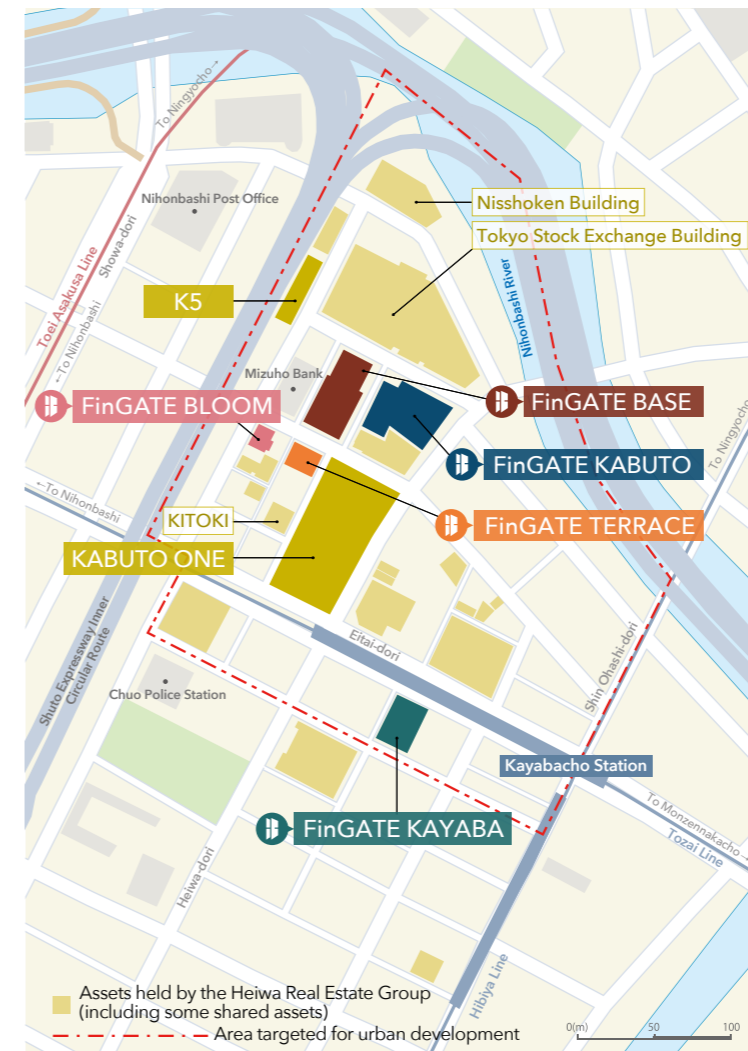 To Ningyocho→
Nihonbashi Post Office
Showa-dori
Toei Asakusa Line
←To Nihonbashi
Nisshoken Building
Tokyo Stock Exchange Building
Nihonbashi River
K5
Mizuho Bank
FinGATE BLOOM
FinGATE BASE
FinGATE KABUTO
To Ningyocho→
←To Nihonbashi
KITOKI
FinGATE TERRACE
KABUTO ONE
Eitai-dori
Shin Ohashi-dori
Shuto Expressway Inner
Circular Route
Chuo Police Station
Kayabacho Station
FinGATE KAYABA
To Monzennakacho→
Tozai Line
Heiwa-dori
Hibiya Line
Assets held by the Heiwa Real Estate Group
(including some shared assets)
Area targeted for urban development
0(m) 50 100